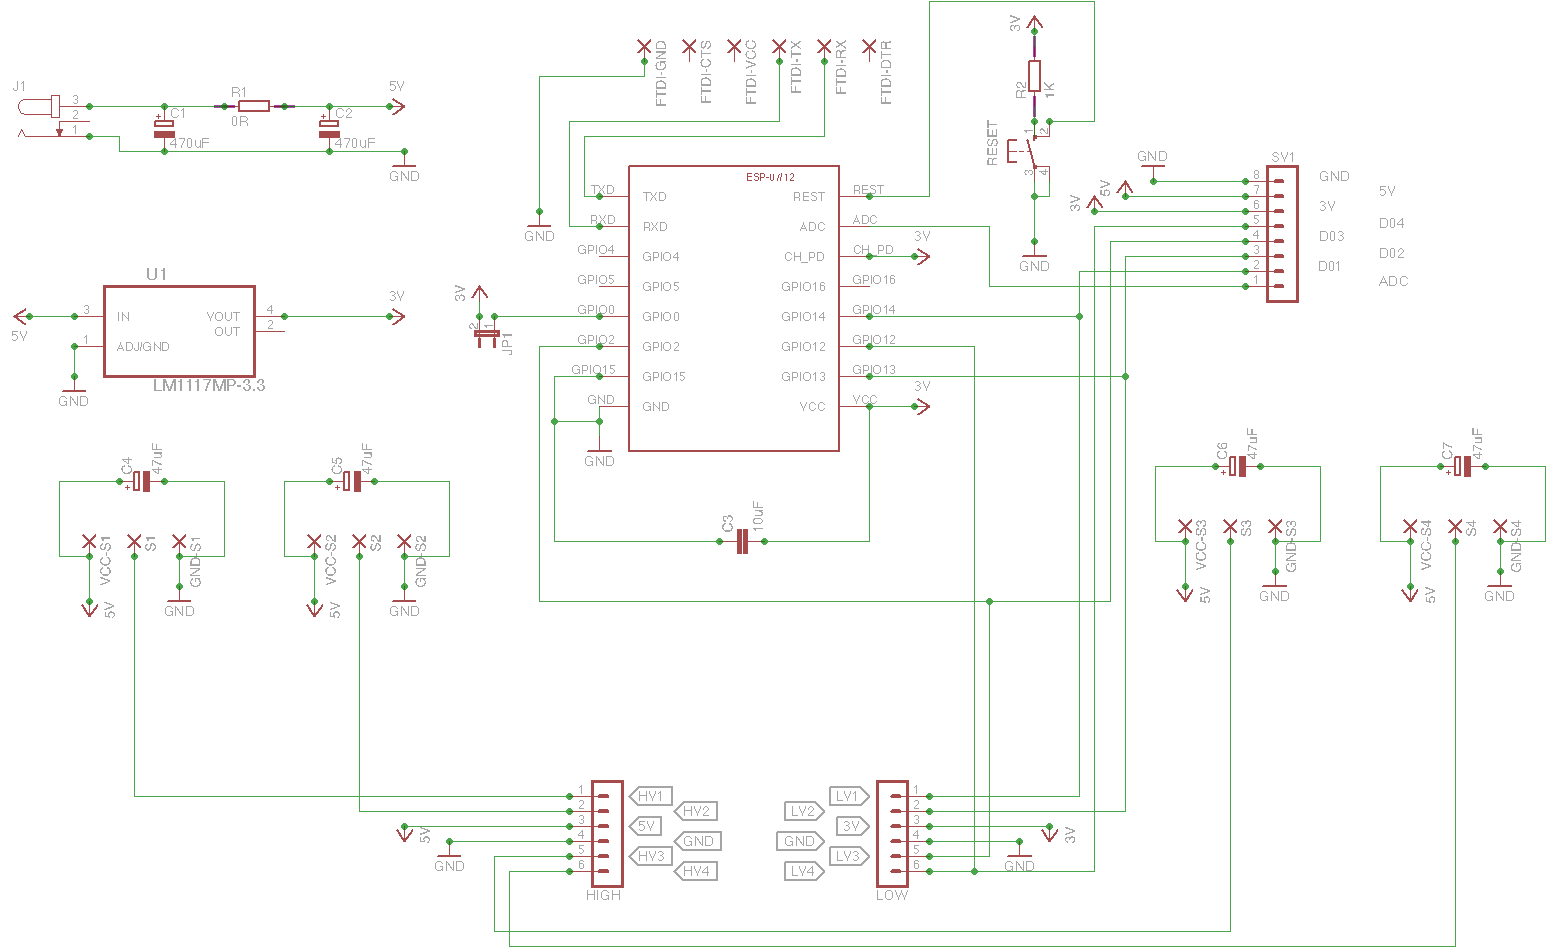 J1
3
2
1
C1
470uF
R1
0R
C2
470uF
5V
GND
FTDI-GND
FTDI-CTS
FTDI-VCC
FTDI-TX
FTDI-RX
FTDI-DTR
GND
3V
R2
1K
RESET
1
2
3
4
GND
U1
5V
3
IN
1
ADJ/GND
VOUT
4
OUT
2
LM1117MP-3.3
GND
3V
3V
2
1
JP1
TXD
TXD
RXD
RXD
GPIO4
GPIO4
GPIO5
GPIO5
GPIO0
GPIO0
GPIO2
GPIO2
GPIO15
GPIO15
GND
GND
GND
REST
REST
ADC
ADC
CH_PD
CH_PD
3V
GPIO16
GPIO16
GPIO14
GPIO14
GPIO12
GPIO12
GPIO13
GPIO13
VCC
VCC
3V
GND
5V
3V
SV1
8
GND
7
5V
6
3V
5
D04
4
D03
3
D02
2
D01
1
ADC
C4
47uF
VCC-S1
S1
GND-S1
5V
GND
C5
47uF
VCC-S2
S2
GND-S2
5V
GND
C3
10uF
C6
47uF
VCC-S3
S3
GND-S3
5V
GND
C7
47uF
VCC-S4
S4
GND-S4
5V
GND
5V
GND
1
HV1
2
HV2
3
5V
4
GND
5
HV3
6
HV4
HIGH
LV1
1
LV2
2
3V
3
GND
4
LV3
5
LV4
6
LOW
3V
GND